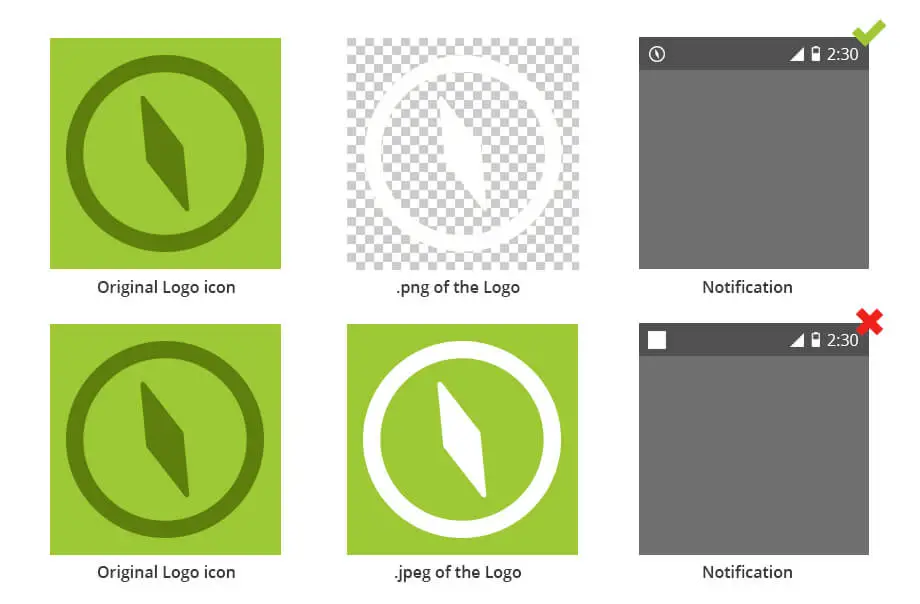 2:30
Original Logo icon
.png of the Logo
Notification
2:30
Original Logo icon
.jpeg of the Logo
Notification